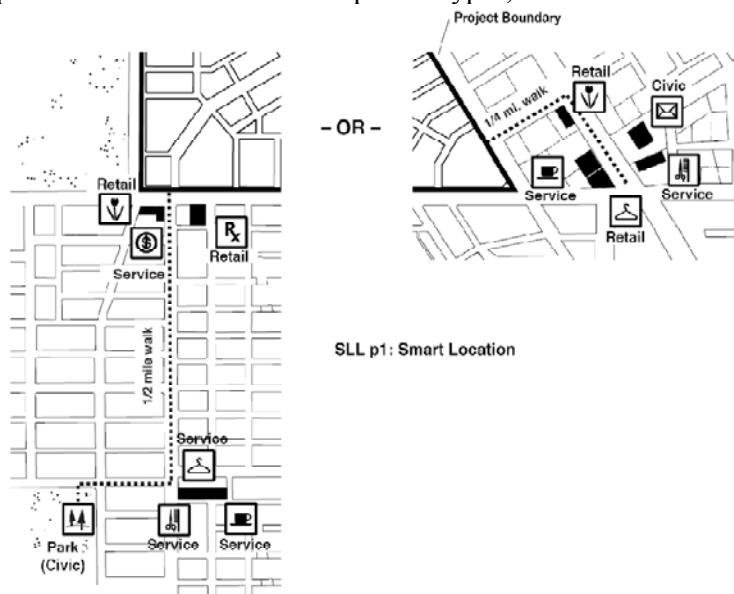 Project Boundary
Retail
1/4 mi. walk
Civic
– OR –
Service
Service
Retail
Retail
$
Service
Rx
Retail
1/2 mile walk
SLL p1: Smart Location
Service
Park
(Civic)
Service
Service